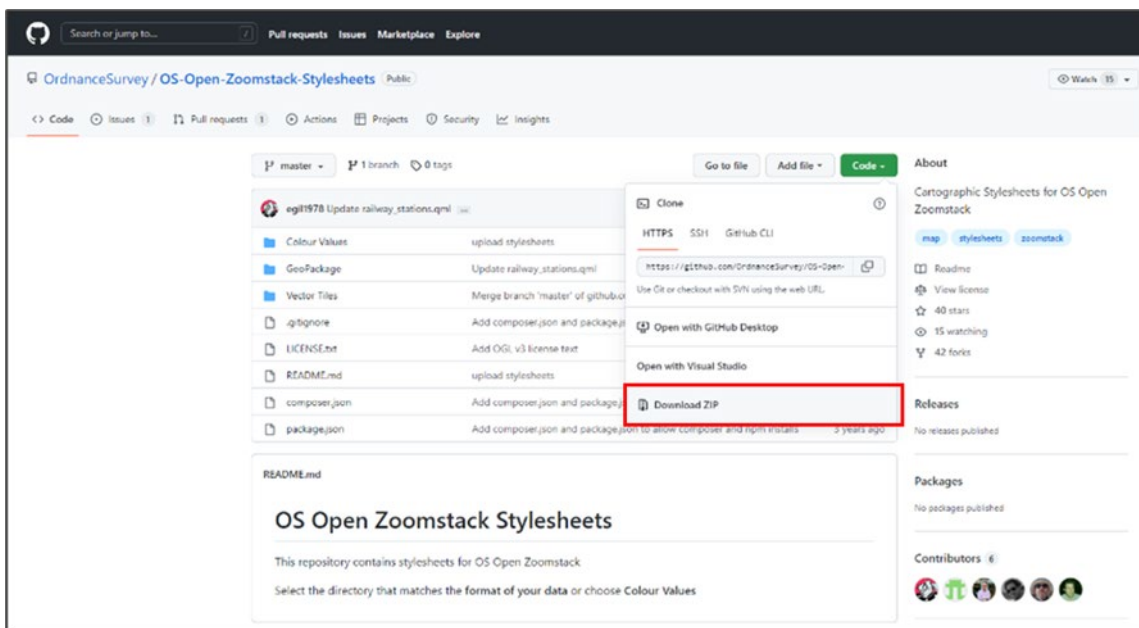 Search or jump to... /
Pull requests Issues Marketplace Explore
OrdnanceSurvey / OS-Open-Zoomstack-Stylesheets Public
Watch 15
<> Code Issues 1 Pull requests 1 Actions Projects Security Insights
master 1 branch 0 tags
Go to file Add file Code
egil1978 Update railway_stations.qml ...
Colour Values upload stylesheets
GeoPackage Update railway_stations.qml
Vector Tiles Merge branch 'master' of github.co
.gitignore Add composer.json and package.js
LICENSE.txt Add OGL v3 license text
README.md upload stylesheets
composer.json Add composer.json and package.js
package.json Add composer.json and package.json to allow composer and npm installs 3 years ago
Clone
HTTPS SSH GitHub CLI
https://github.com/OrdnanceSurvey/OS-Open-
Use Git or checkout with SVN using the web URL.
Open with GitHub Desktop
Open with Visual Studio
Download ZIP
README.md
OS Open Zoomstack Stylesheets
This repository contains stylesheets for OS Open Zoomstack
Select the directory that matches the format of your data or choose Colour Values
About
Cartographic Stylesheets for OS Open
Zoomstack
map stylesheets zoomstack
Readme
View license
40 stars
15 watching
42 forks
Releases
No releases published
Packages
No packages published
Contributors 6